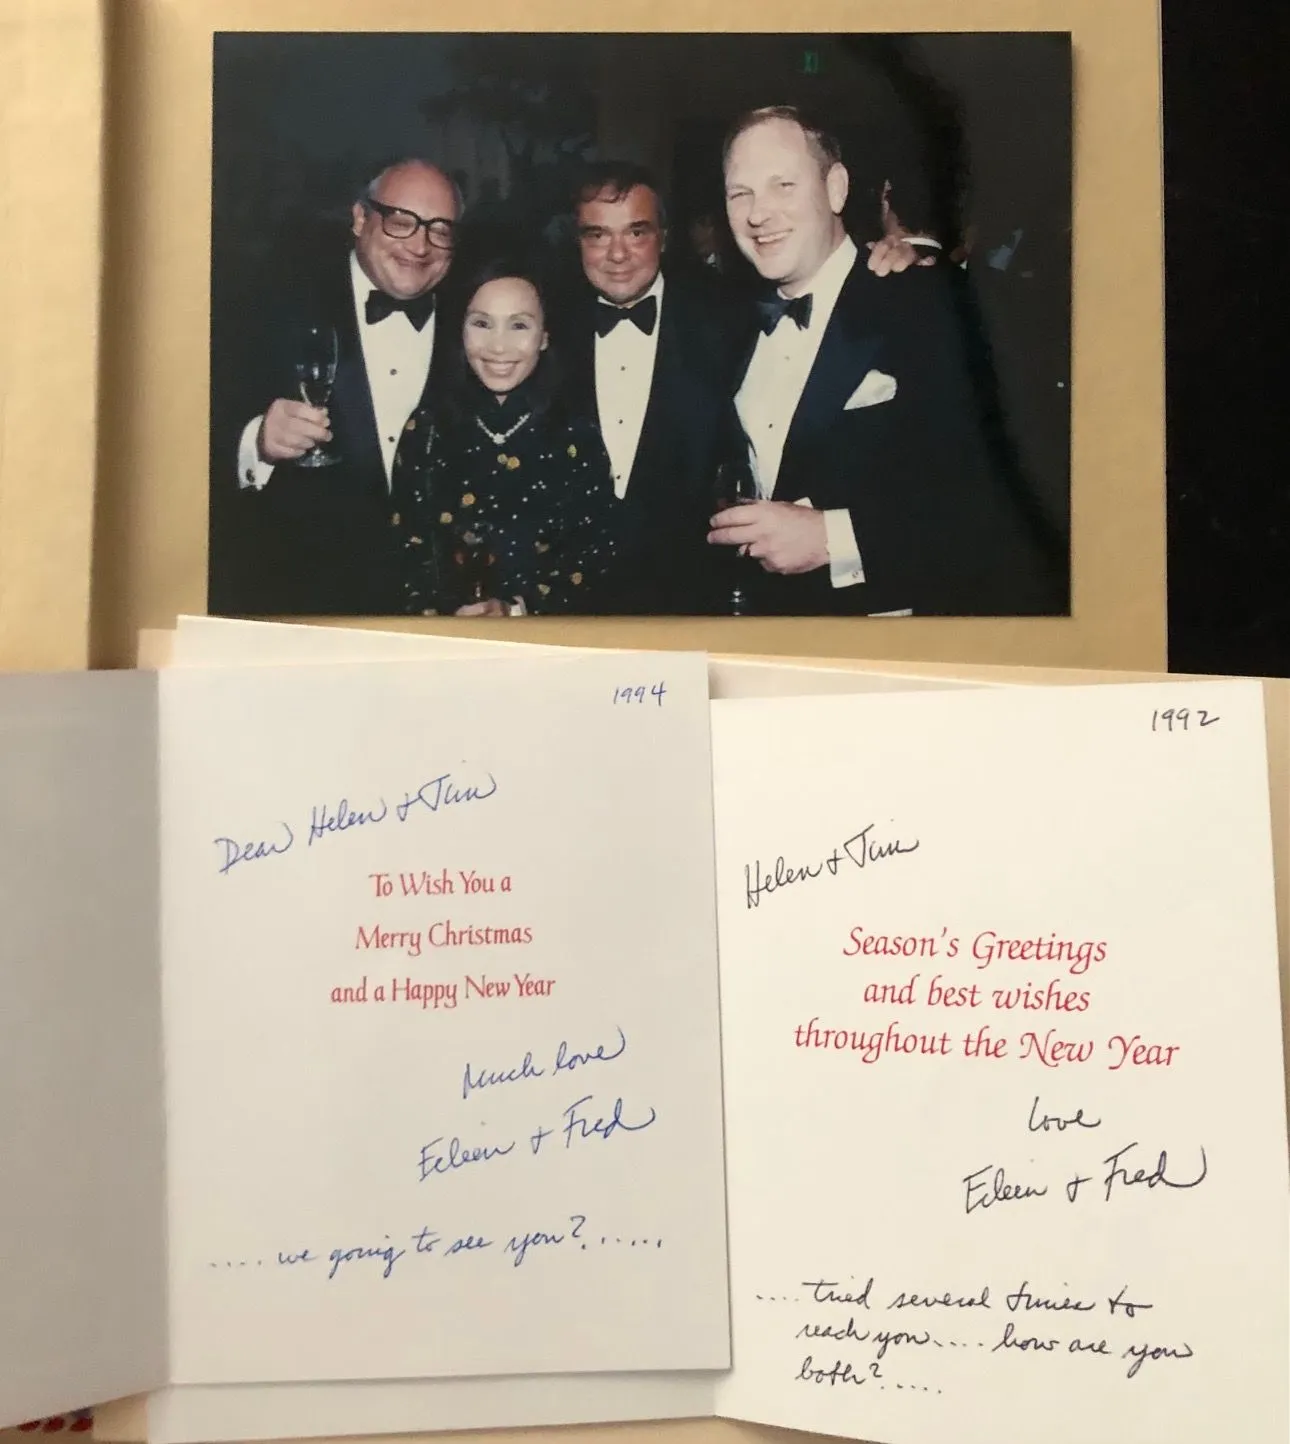 1994
Dear Helen & Jim
To Wish You a
Merry Christmas
and a Happy New Year
Much love
Eileen + Fred
.... we going to see you?......
1992
Helen + Jim
Season's Greetings
and best wishes
throughout the New Year
Love
Eileen + Fred
.... tried several times to
reach you.... how are you
both?.....